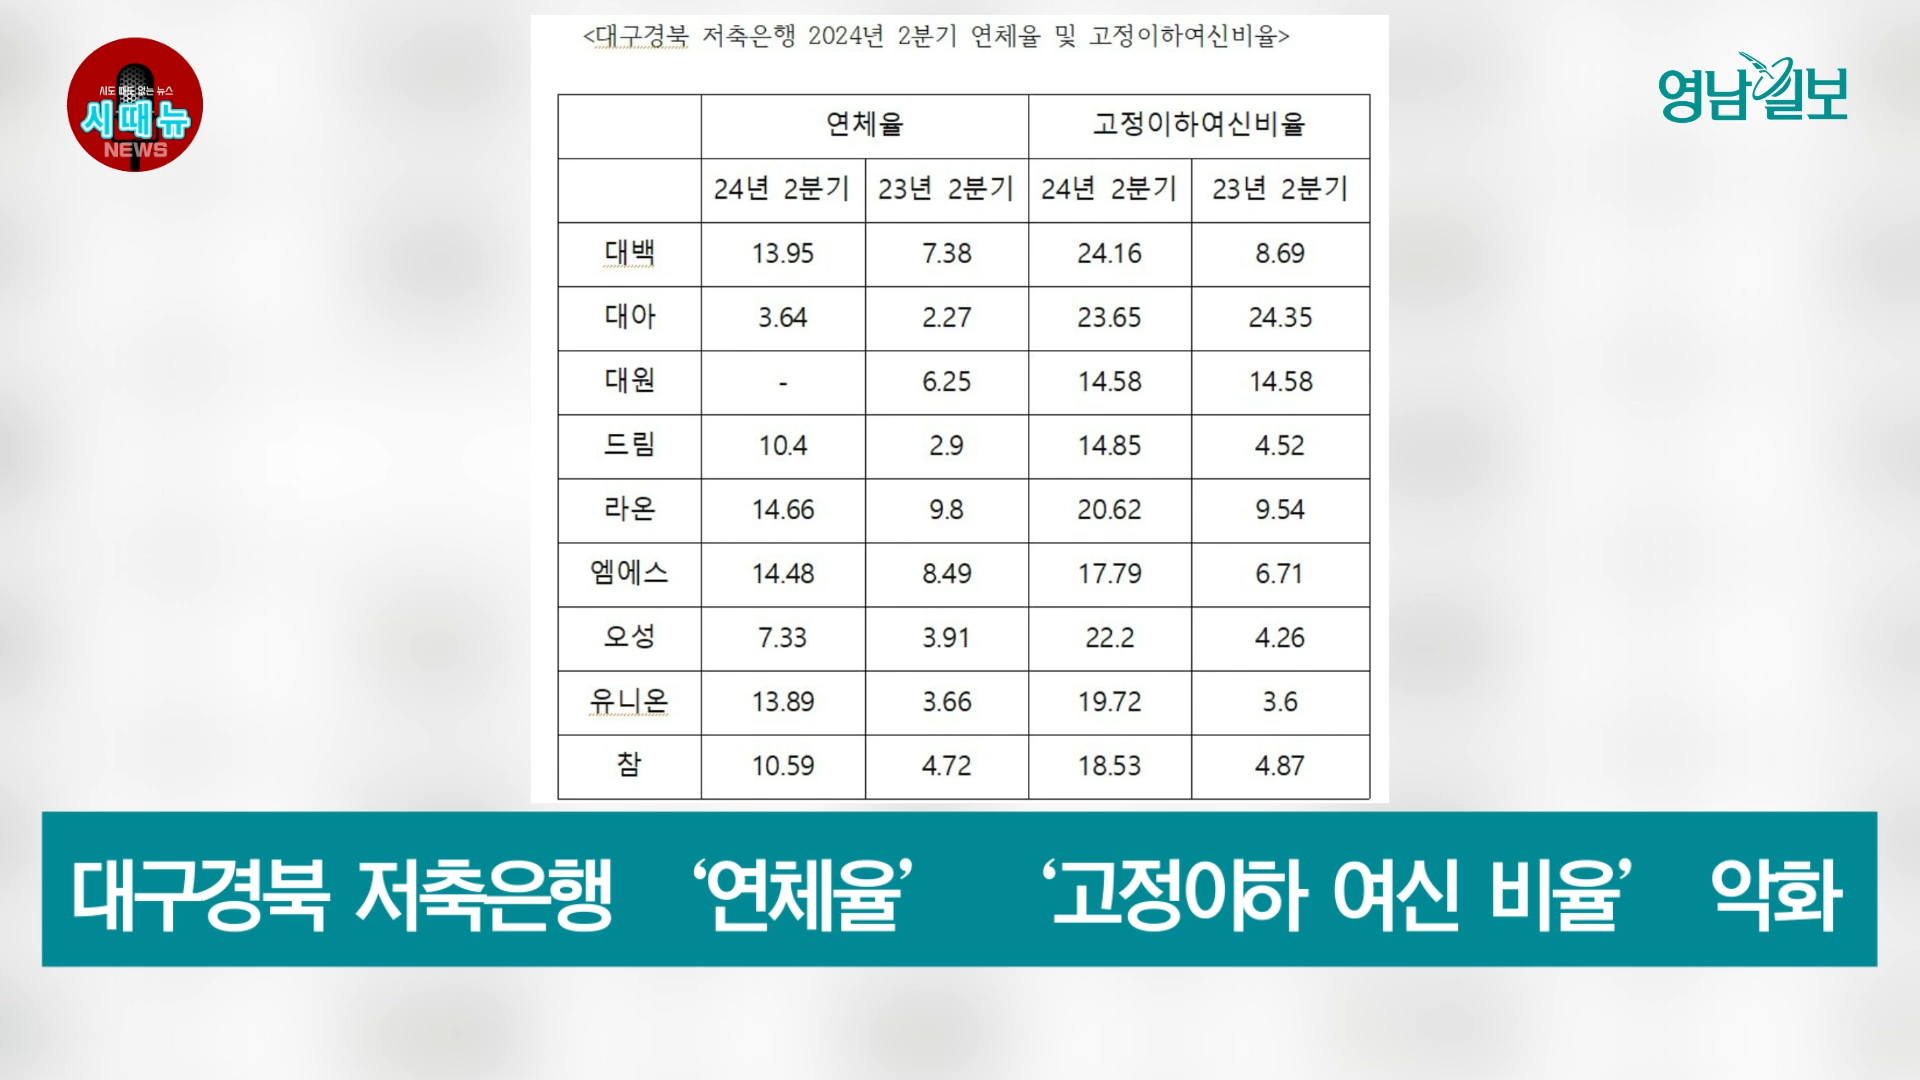 <대구경북 저축은행 2024년 2분기 연체율 및 고정이하여신비율>
시도 때도 없는 뉴스
시때뉴
NEWS
영남일보
연체율 고정이하여신비율
24년 2분기 23년 2분기 24년 2분기 23년 2분기
대백 13.95 7.38 24.16 8.69
대아 3.64 2.27 23.65 24.35
대원 - 6.25 14.58 14.58
드림 10.4 2.9 14.85 4.52
라온 14.66 9.8 20.62 9.54
엠에스 14.48 8.49 17.79 6.71
오성 7.33 3.91 22.2 4.26
유니온 13.89 3.66 19.72 3.6
참 10.59 4.72 18.53 4.87
대구경북 저축은행 ‘연체율’ ‘고정이하 여신 비율’ 악화